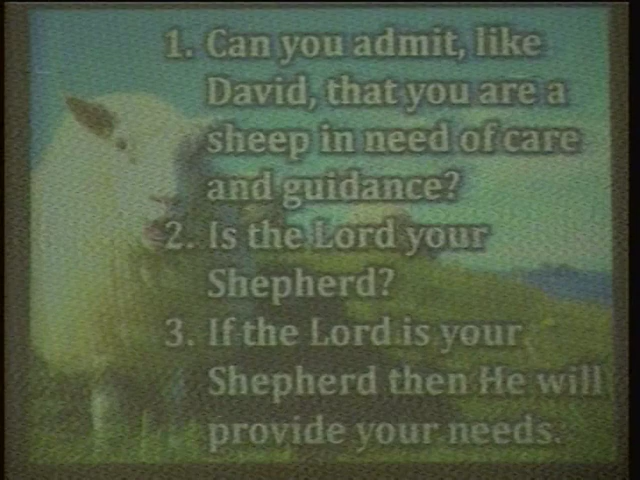 1. Can you admit, like
David, that you are a
sheep in need of care
and guidance?
2. Is the Lord your
Shepherd?
3. If the Lord is your
Shepherd then He will
provide your needs.